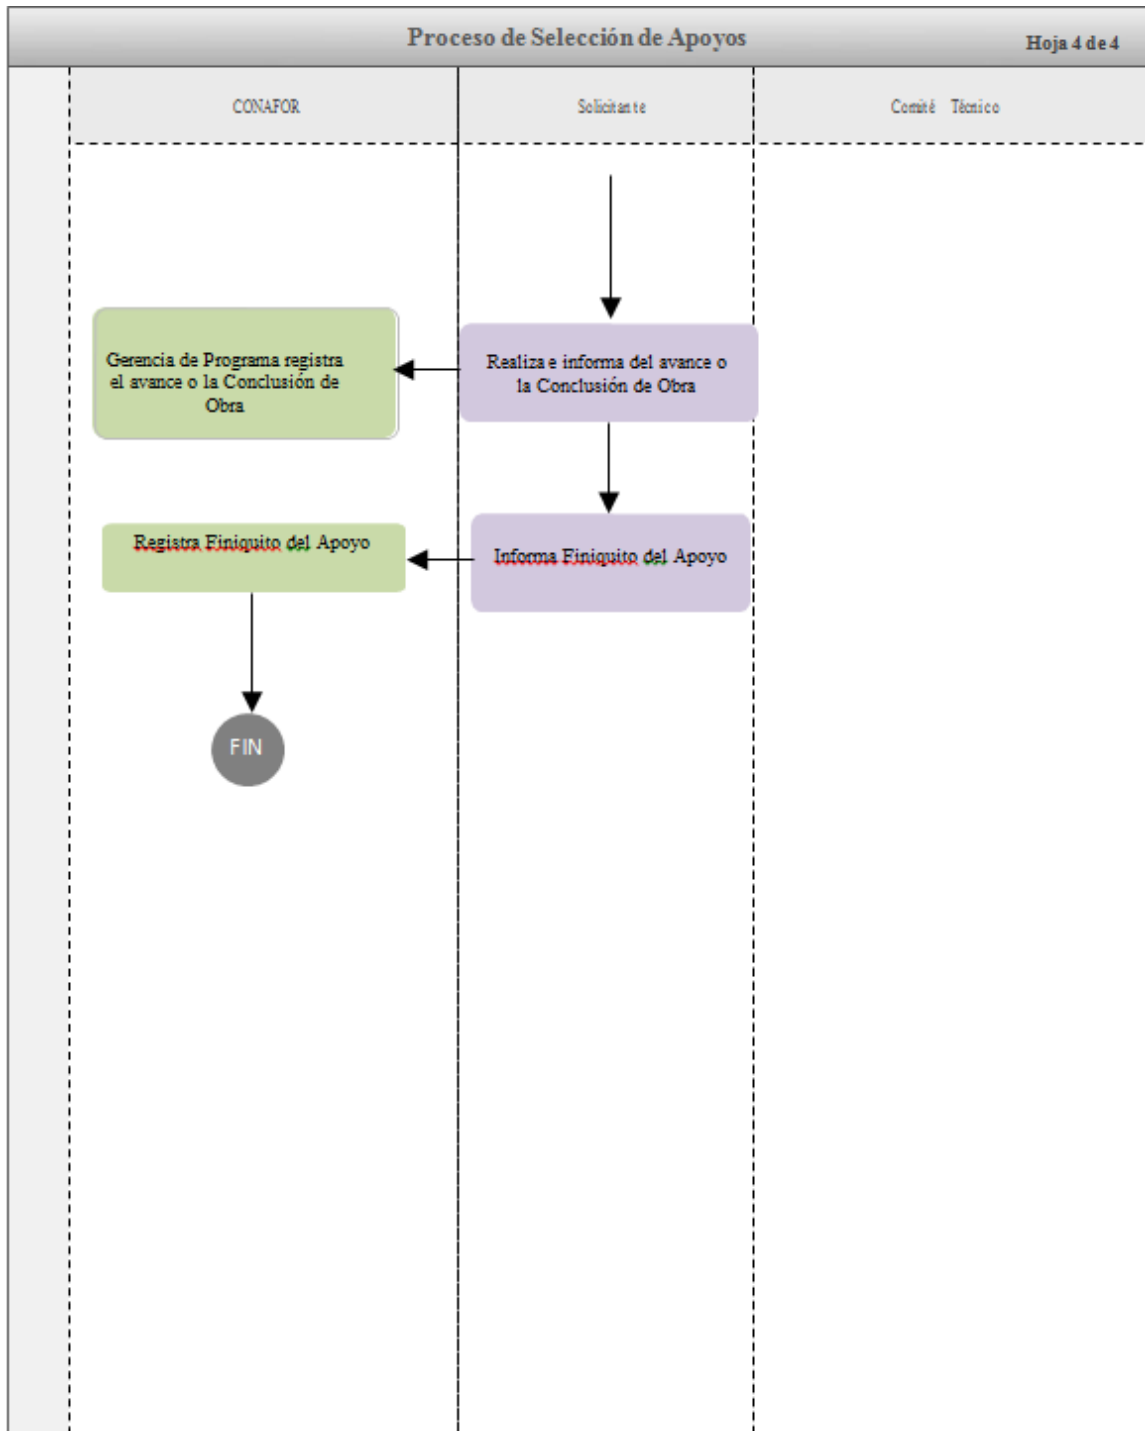 Proceso de Selección de Apoyos
Hoja 4 de 4
CONAFOR
Solicitante
Comité Técnico
Gerencia de Programa registra
el avance o la Conclusión de
Obra
Realiza e informa del avance o
la Conclusión de Obra
Registra Finiquito del Apoyo
Informa Finiquito del Apoyo
FIN